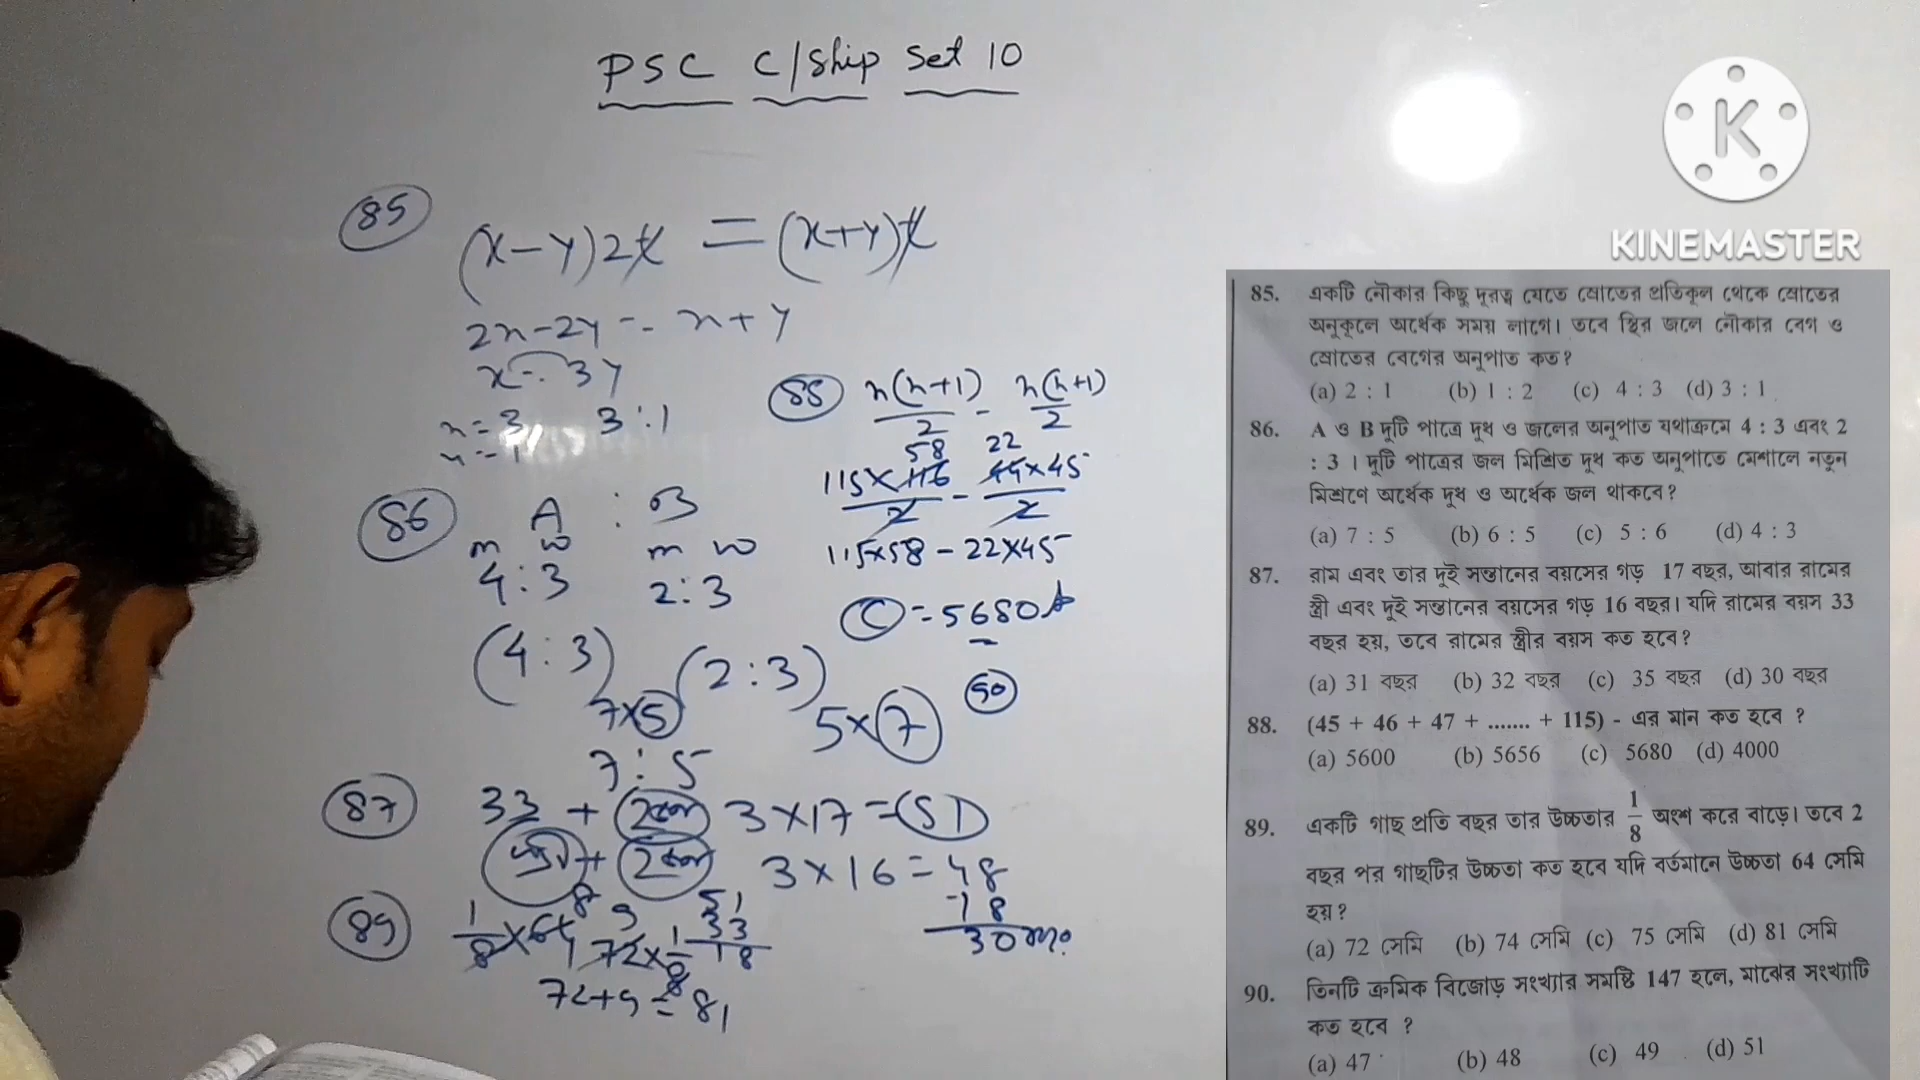 PSC C/Ship Set 10
KINEMASTER
85
(x-y)2t = (x+y)t
2x-2y = x+y
x = 3y
x = 3 3:1
y = 1
86
A : B
m w m w
4:3 2:3
(4:3) (2:3)
7×5 5×7
7:5
87 33 + 3×17 = 51
+ 3×16 = 48
51
33
18
-18
30
89 1/8×64 8 9 72×1/8
72+9 = 81
88 n(n+1)/2 - n(n+1)/2
58 22
115×116/2 - 44×45/2
115×58 - 22×45
C = 5680
90
85. একটি নৌকার কিছু দূরত্ব যেতে স্রোতের প্রতিকূল থেকে স্রোতের
অনুকূলে অর্ধেক সময় লাগে। তবে স্থির জলে নৌকার বেগ ও
স্রোতের বেগের অনুপাত কত?
(a) 2 : 1 (b) 1 : 2 (c) 4 : 3 (d) 3 : 1
86. A ও B দুটি পাত্রে দুধ ও জলের অনুপাত যথাক্রমে 4 : 3 এবং 2
: 3 । দুটি পাত্রের জল মিশ্রিত দুধ কত অনুপাতে মেশালে নতুন
মিশ্রণে অর্ধেক দুধ ও অর্ধেক জল থাকবে?
(a) 7 : 5 (b) 6 : 5 (c) 5 : 6 (d) 4 : 3
87. রাম এবং তার দুই সন্তানের বয়সের গড় 17 বছর, আবার রামের
স্ত্রী এবং দুই সন্তানের বয়সের গড় 16 বছর। যদি রামের বয়স 33
বছর হয়, তবে রামের স্ত্রীর বয়স কত হবে?
(a) 31 বছর (b) 32 বছর (c) 35 বছর (d) 30 বছর
88. (45 + 46 + 47 + ....... + 115) - এর মান কত হবে ?
(a) 5600 (b) 5656 (c) 5680 (d) 4000
89. একটি গাছ প্রতি বছর তার উচ্চতার 1/8 অংশ করে বাড়ে। তবে 2
বছর পর গাছটির উচ্চতা কত হবে যদি বর্তমানে উচ্চতা 64 সেমি
হয়?
(a) 72 সেমি (b) 74 সেমি (c) 75 সেমি (d) 81 সেমি
90. তিনটি ক্রমিক বিজোড় সংখ্যার সমষ্টি 147 হলে, মাঝের সংখ্যাটি
কত হবে ?
(a) 47 (b) 48 (c) 49 (d) 51